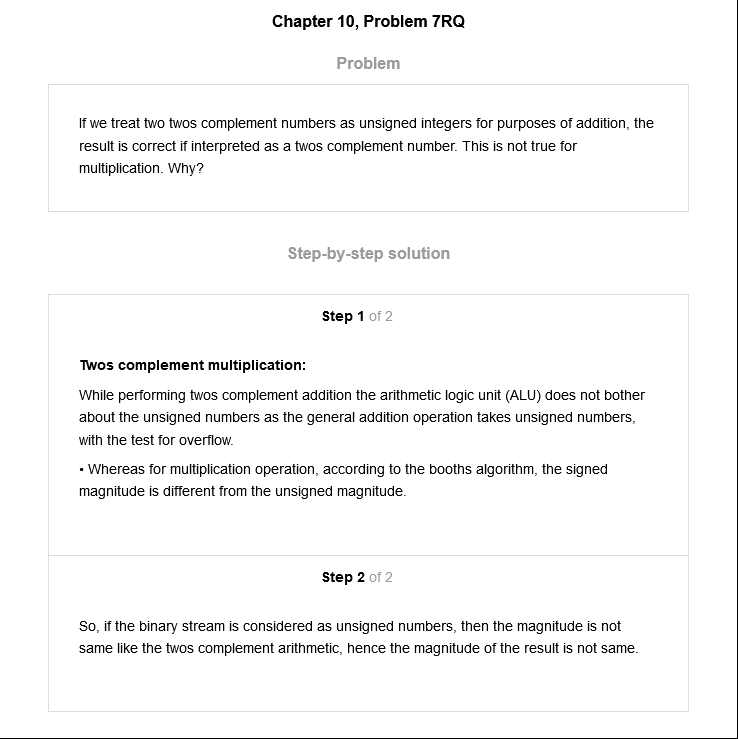 Chapter 10, Problem 7RQ
Problem
If we treat two twos complement numbers as unsigned integers for purposes of addition, the
result is correct if interpreted as a twos complement number. This is not true for
multiplication. Why?
Step-by-step solution
Step 1 of 2
Twos complement multiplication:
While performing twos complement addition the arithmetic logic unit (ALU) does not bother
about the unsigned numbers as the general addition operation takes unsigned numbers,
with the test for overflow.
• Whereas for multiplication operation, according to the booths algorithm, the signed
magnitude is different from the unsigned magnitude.
Step 2 of 2
So, if the binary stream is considered as unsigned numbers, then the magnitude is not
same like the twos complement arithmetic, hence the magnitude of the result is not same.